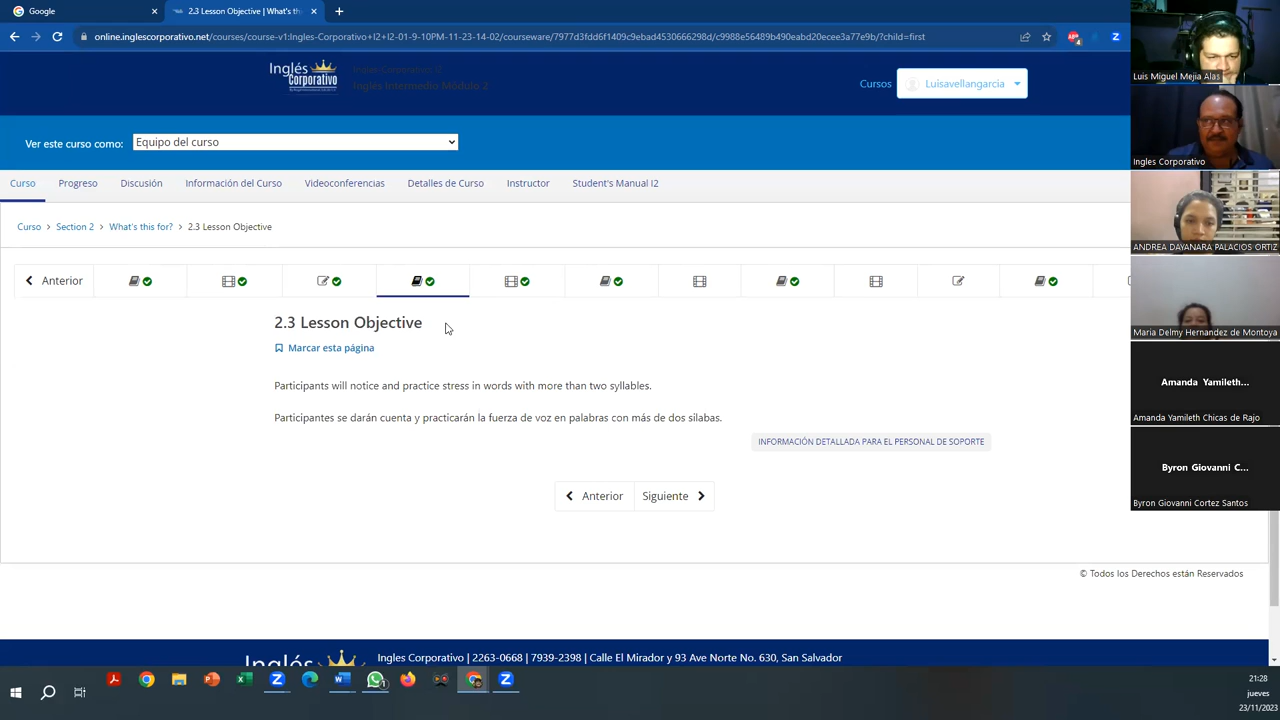 Google
2.3 Lesson Objective | What's th
online.inglescorporativo.net/courses/course-v1:Ingles-Corporativo+I2+I2-01-9-10PM-11-23-14-02/courseware/7977d3fdd6f1409c9ebad4530666298d/c9988e56489b490eabd20ecee3a77e9b/?child=first
Inglés
Corporativo
Inglés Corporativo I2
Inglés Intermedio Módulo 2
Cursos
Luisavellangarcia
Ver este curso como:
Equipo del curso
Curso
Progreso
Discusión
Información del Curso
Videoconferencias
Detalles de Curso
Instructor
Student's Manual I2
Curso > Section 2 > What's this for? > 2.3 Lesson Objective
Anterior
2.3 Lesson Objective
Marcar esta página
Participants will notice and practice stress in words with more than two syllables.
Participantes se darán cuenta y practicarán la fuerza de voz en palabras con más de dos sílabas.
INFORMACIÓN DETALLADA PARA EL PERSONAL DE SOPORTE
Anterior
Siguiente
© Todos los Derechos están Reservados
Inglés
Ingles Corporativo | 2263-0668 | 7939-2398 | Calle El Mirador y 93 Ave Norte No. 630, San Salvador
Luis Miguel Mejia Alas
Ingles Corporativo
ANDREA DAYANARA PALACIOS ORTIZ
Maria Delmy Hernandez de Montoya
Amanda Yamileth...
Amanda Yamileth Chicas de Rajo
Byron Giovanni C...
Byron Giovanni Cortez Santos
21:28
jueves
23/11/2023